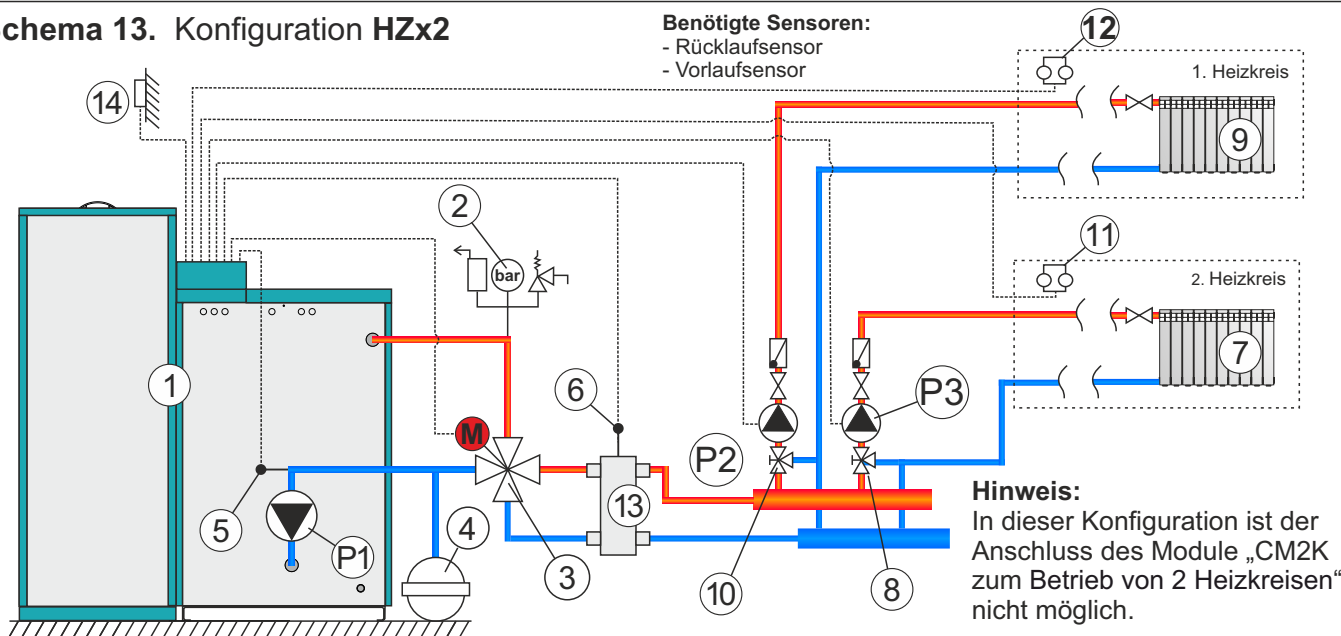 chema 13. Konfiguration HZx2
Benötigte Sensoren:
- Rücklaufsensor
- Vorlaufsensor
12
1. Heizkreis
14
9
2
bar
11
2. Heizkreis
7
1
6
M
P3
P2
5
P1
4
3
13
10
8
Hinweis:
In dieser Konfiguration ist der
Anschluss des Module „CM2K
zum Betrieb von 2 Heizkreisen“
nicht möglich.